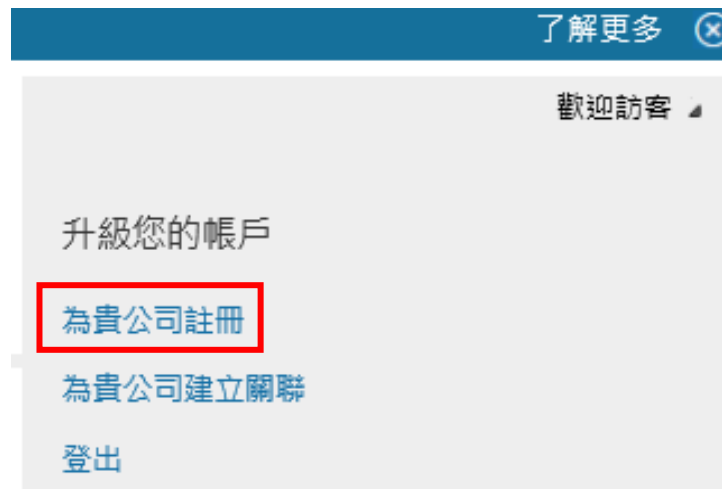 了解更多
歡迎訪客
升級您的帳戶
為貴公司註冊
為貴公司建立關聯
登出